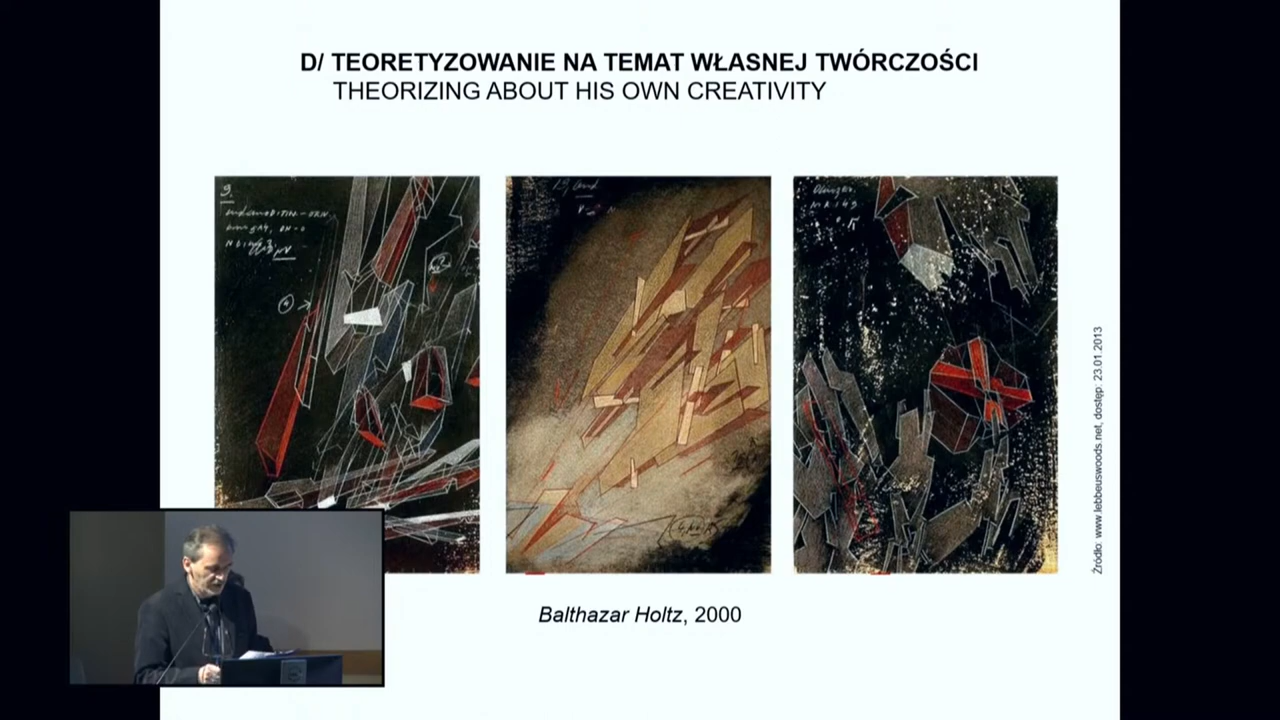 D/ TEORETYZOWANIE NA TEMAT WŁASNEJ TWÓRCZOŚCI
THEORIZING ABOUT HIS OWN CREATIVITY
9.
Źródło: www.lebbeuswoods.net, dostęp: 23.01.2013
Balthazar Holtz, 2000